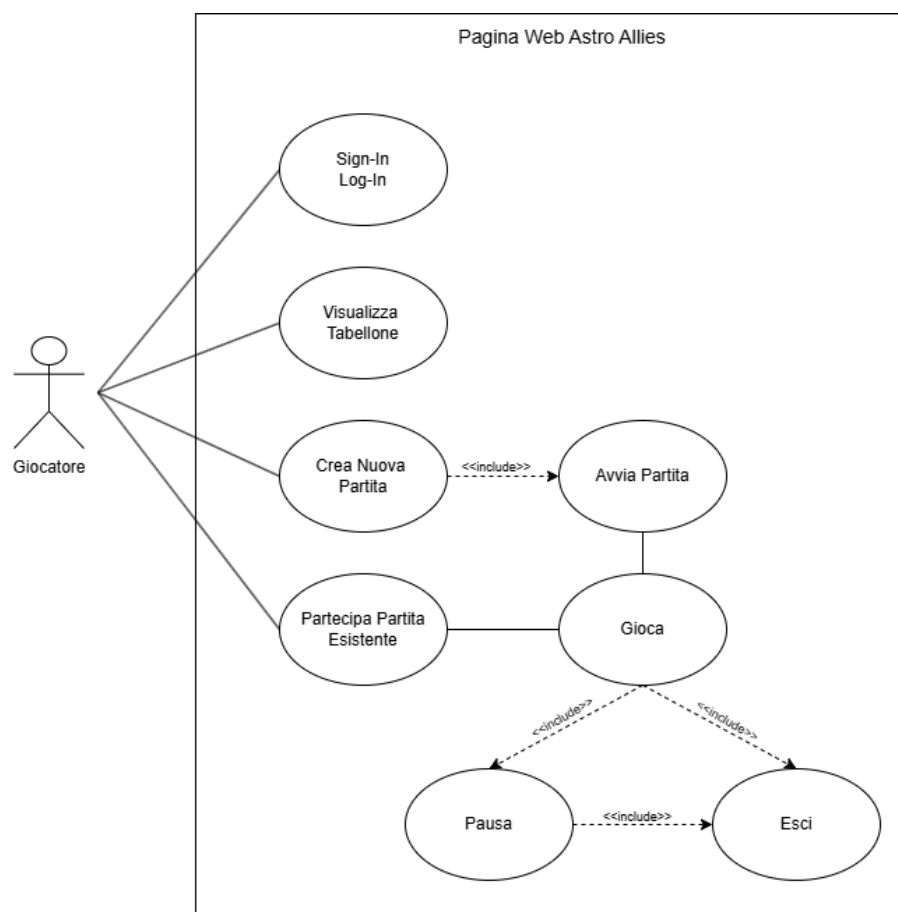 Pagina Web Astro Allies
Sign-In
Log-In
Visualizza
Tabellone
Giocatore
Crea Nuova
Partita
<<include>>
Avvia Partita
Partecipa Partita
Esistente
Gioca
<<include>>
<<include>>
Pausa
<<include>>
Esci